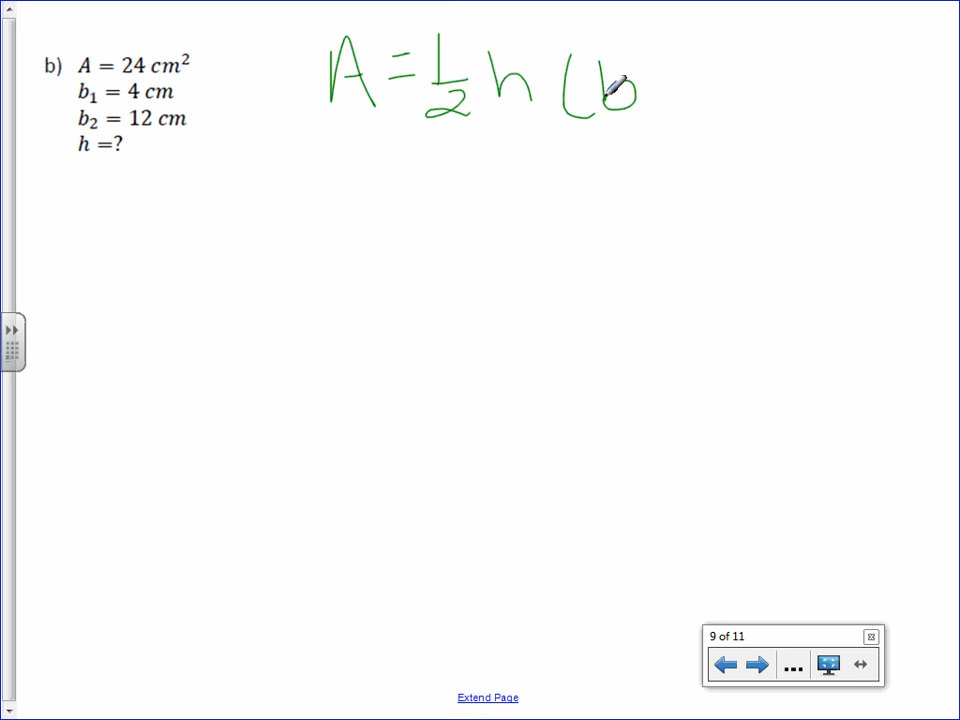 b) A = 24 cm²
b₁ = 4 cm
b₂ = 12 cm
h =?
A = 1/2 h (b
9 of 11
...
Extend Page